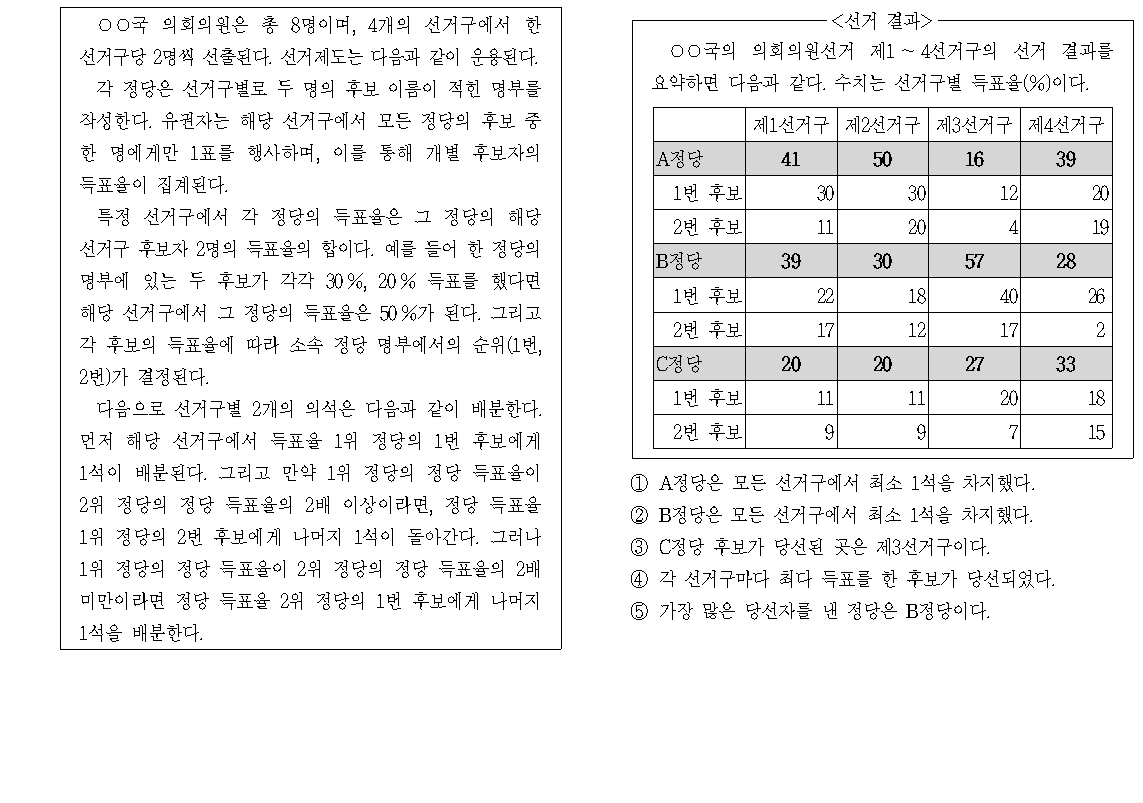 ○○국 의회의원은 총 8명이며, 4개의 선거구에서 한
선거구당 2명씩 선출된다. 선거제도는 다음과 같이 운용된다.
각 정당은 선거구별로 두 명의 후보 이름이 적힌 명부를
작성한다. 유권자는 해당 선거구에서 모든 정당의 후보 중
한 명에게만 1표를 행사하며, 이를 통해 개별 후보자의
득표율이 집계된다.
특정 선거구에서 각 정당의 득표율은 그 정당의 해당
선거구 후보자 2명의 득표율의 합이다. 예를 들어 한 정당의
명부에 있는 두 후보가 각각 30%, 20% 득표를 했다면
해당 선거구에서 그 정당의 득표율은 50%가 된다. 그리고
각 후보의 득표율에 따라 소속 정당 명부에서의 순위(1번,
2번)가 결정된다.
다음으로 선거구별 2개의 의석은 다음과 같이 배분한다.
먼저 해당 선거구에서 득표율 1위 정당의 1번 후보에게
1석이 배분된다. 그리고 만약 1위 정당의 정당 득표율이
2위 정당의 정당 득표율의 2배 이상이라면, 정당 득표율
1위 정당의 2번 후보에게 나머지 1석이 돌아간다. 그러나
1위 정당의 정당 득표율이 2위 정당의 정당 득표율의 2배
미만이라면 정당 득표율 2위 정당의 1번 후보에게 나머지
1석을 배분한다.
<선거 결과>
○○국의 의회의원선거 제1 ~ 4선거구의 선거 결과를
요약하면 다음과 같다. 수치는 선거구별 득표율(%)이다.
제1선거구 제2선거구 제3선거구 제4선거구
A정당 41 50 16 39
1번 후보 30 30 12 20
2번 후보 11 20 4 19
B정당 39 30 57 28
1번 후보 22 18 40 26
2번 후보 17 12 17 2
C정당 20 20 27 33
1번 후보 11 11 20 18
2번 후보 9 9 7 15
① A정당은 모든 선거구에서 최소 1석을 차지했다.
② B정당은 모든 선거구에서 최소 1석을 차지했다.
③ C정당 후보가 당선된 곳은 제3선거구이다.
④ 각 선거구마다 최다 득표를 한 후보가 당선되었다.
⑤ 가장 많은 당선자를 낸 정당은 B정당이다.